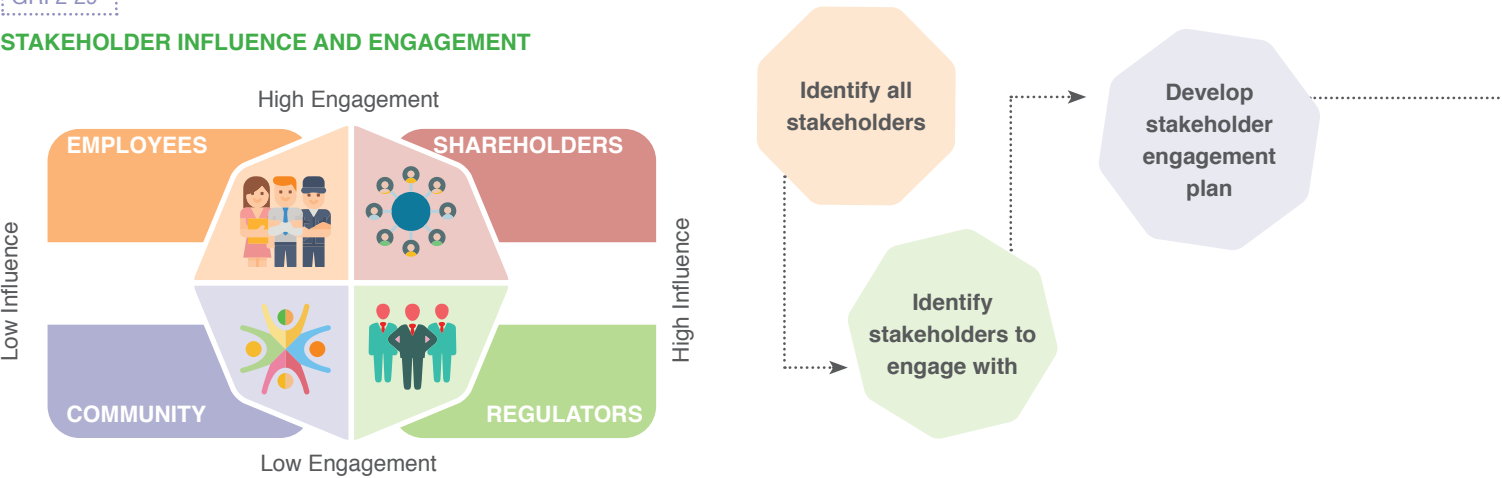 STAKEHOLDER INFLUENCE AND ENGAGEMENT
High Engagement
EMPLOYEES
SHAREHOLDERS
Low Influence
High Influence
COMMUNITY
REGULATORS
Low Engagement
Identify all
stakeholders
Identify
stakeholders to
engage with
Develop
stakeholder
engagement
plan